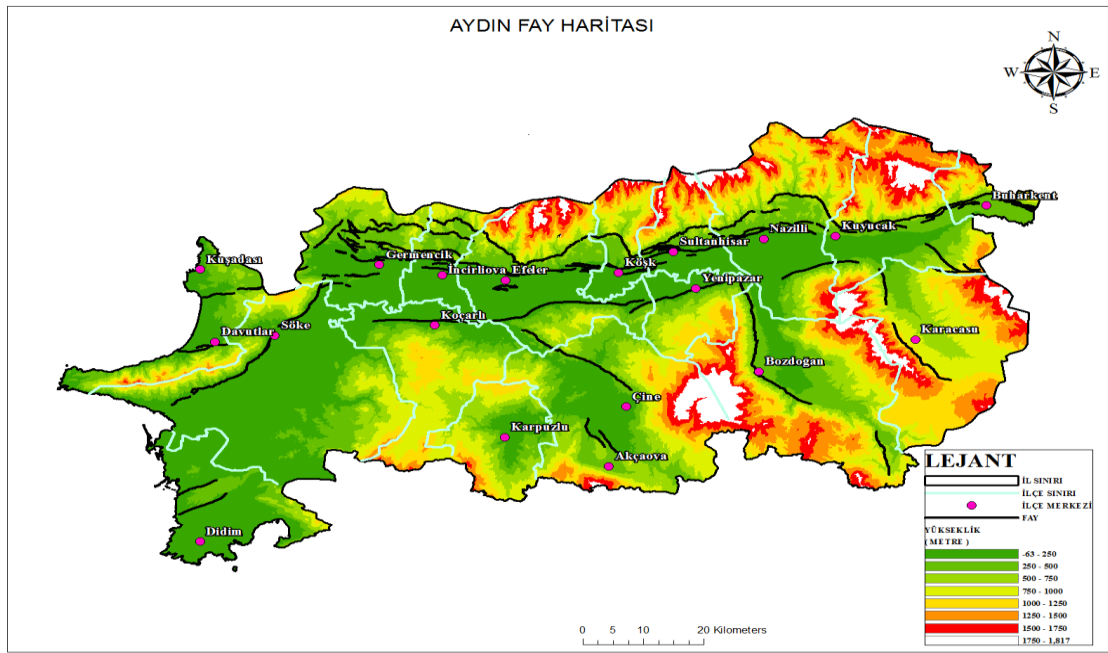 AYDIN FAY HARİTASI
N
W E
S
Buharkent
Kuyucak
Nazilli
Sultanhisar
Kuşadası
Germencik
İncirliova Efeler
Köşk
Yenipazar
Koçarlı
Söke
Davutlar
Karacasu
Bozdoğan
Çine
Karpuzlu
Akçaova
Didim
LEJANT
İL SINIRI
İLÇE SINIRI
İLÇE MERKEZİ
FAY
YÜKSEKLİK
( METRE )
-63 - 250
250 - 500
500 - 750
750 - 1000
1000 - 1250
1250 - 1500
1500 - 1750
1750 - 1,817
0 5 10 20 Kilometers